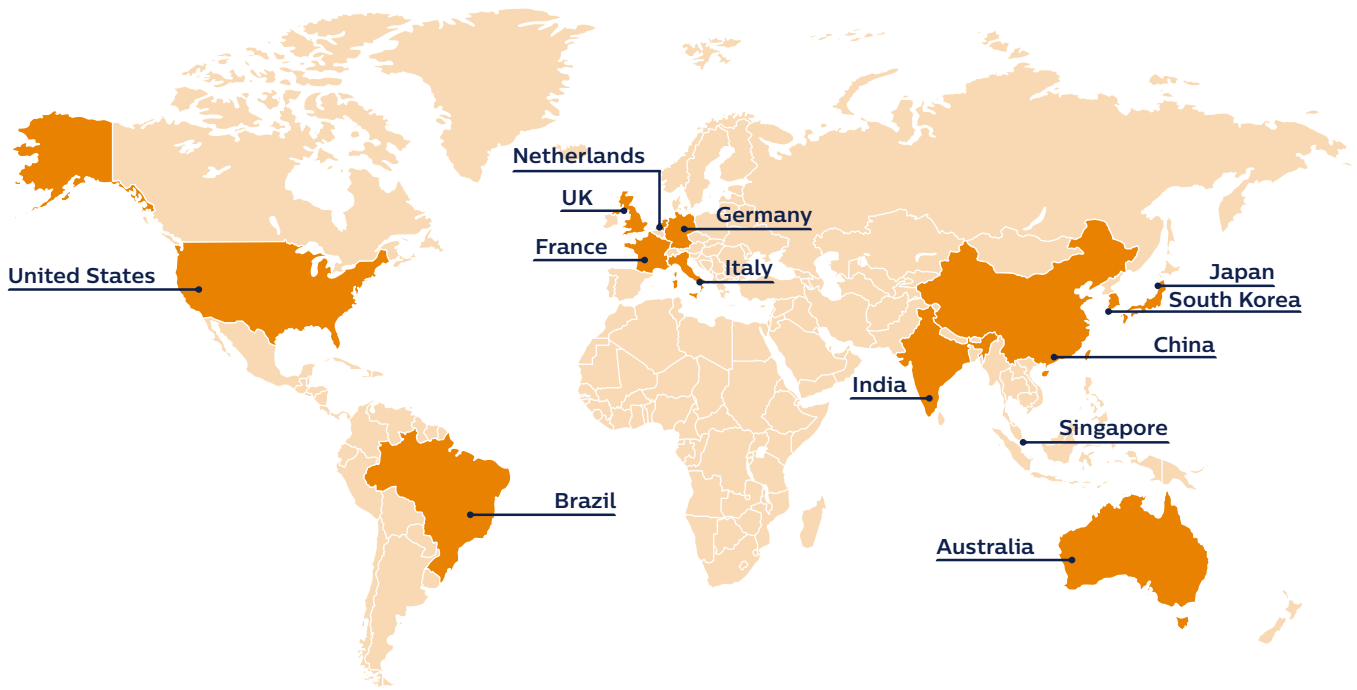 Netherlands
UK
Germany
France
Italy
United States
Japan
South Korea
China
India
Singapore
Brazil
Australia